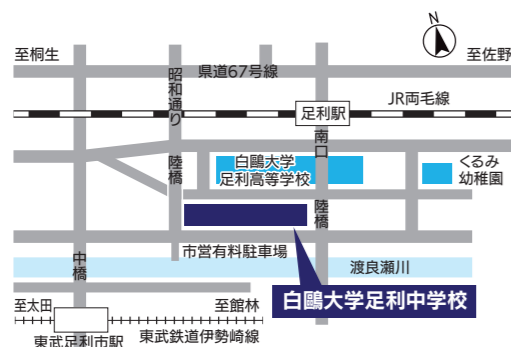 N
至桐生
至佐野
県道67号線
昭和通り
JR両毛線
足利駅
南口
陸橋
白鷗大学
足利高等学校
くるみ
幼稚園
陸橋
市営有料駐車場
中橋
渡良瀬川
白鷗大学足利中学校
至太田
至館林
東武足利市駅
東武鉄道伊勢崎線